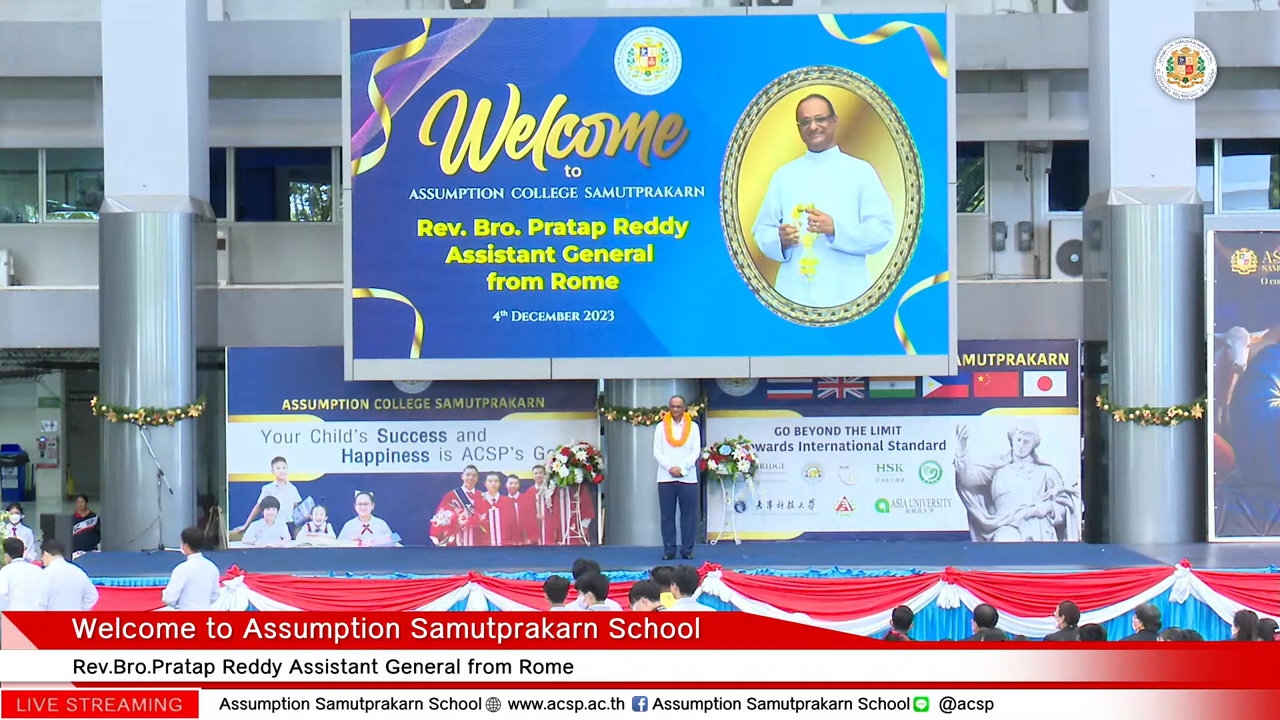 Welcome
to
ASSUMPTION COLLEGE SAMUTPRAKARN
Rev. Bro. Pratap Reddy
Assistant General
from Rome
4th DECEMBER 2023
ASSUMPTION COLLEGE SAMUTPRAKARN
Your Child's Success and
Happiness is ACSP's
AMUTPRAKARN
GO BEYOND THE LIMIT
owards International Standard
RIDGE
HSK
ASIA UNIVERSITY
Welcome to Assumption Samutprakarn School
Rev.Bro.Pratap Reddy Assistant General from Rome
LIVE STREAMING
Assumption Samutprakarn School www.acsp.ac.th Assumption Samutprakarn School @acsp